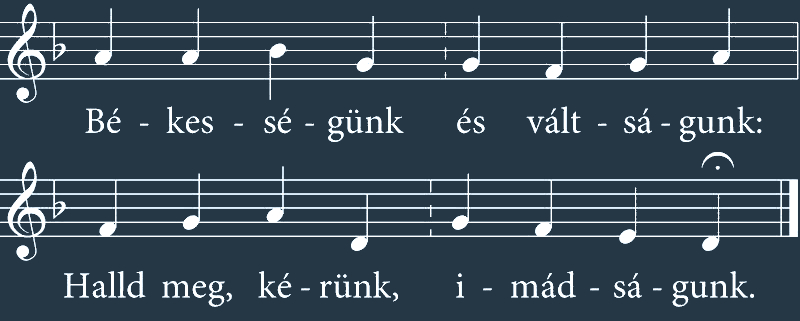 Bé - kes - sé - günk és vált - sá - gunk:
Halld meg, ké - rünk, i - mád - sá - gunk.